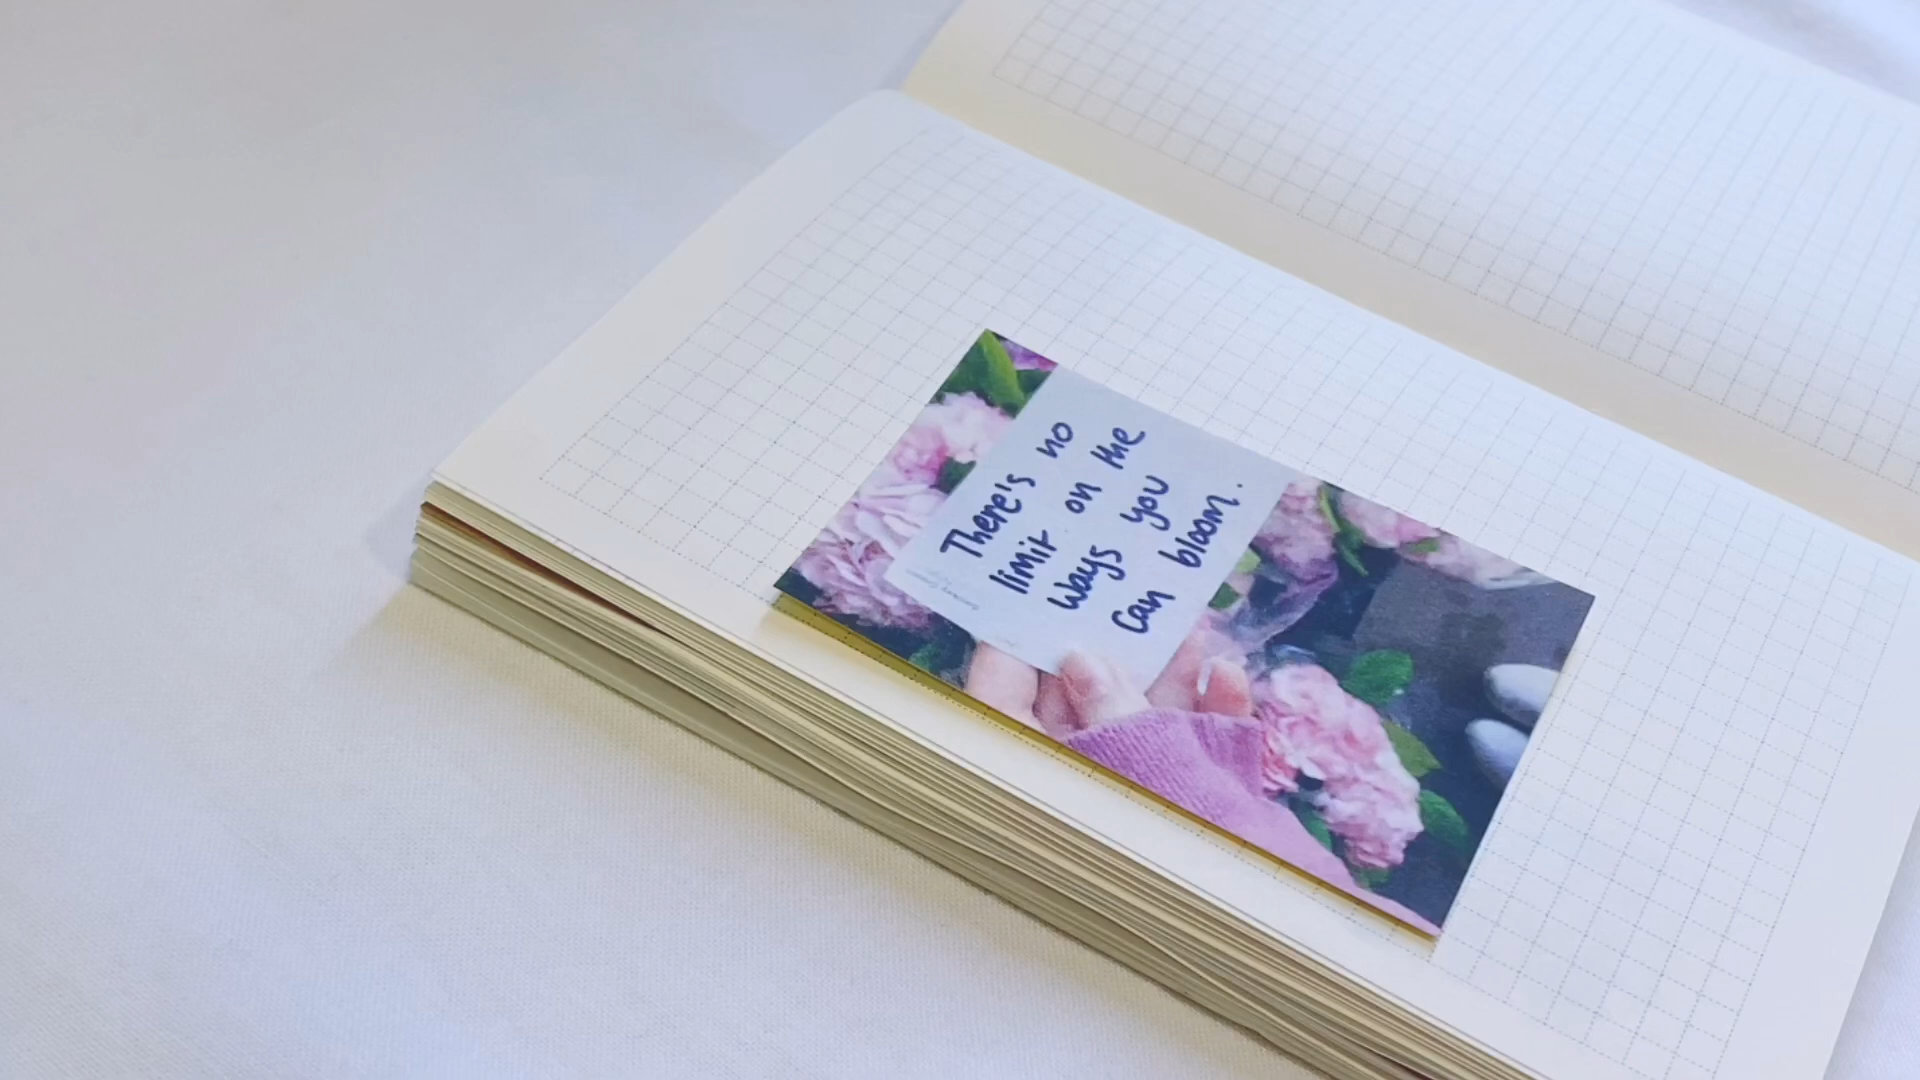 There's no
limit on the
ways you
can bloom.